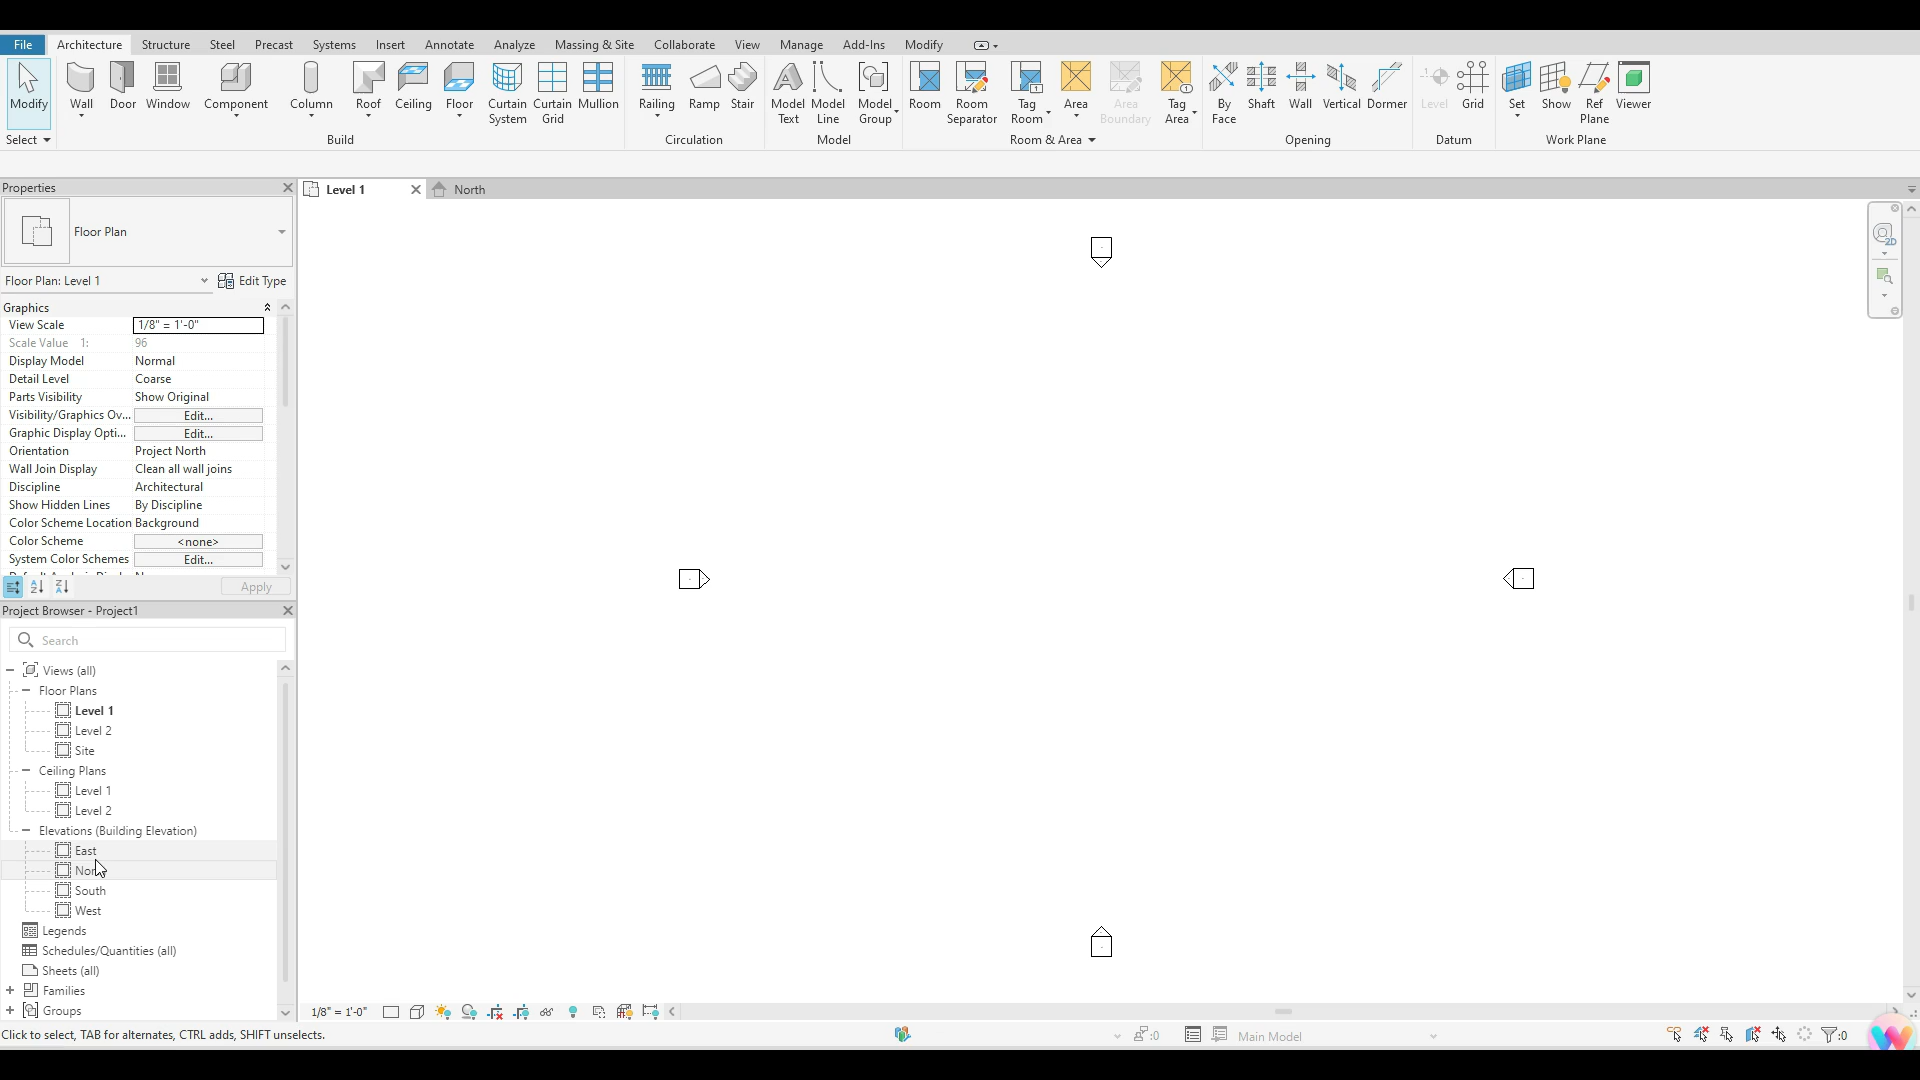 File Architecture Structure Steel Precast Systems Insert Annotate Analyze Massing & Site Collaborate View Manage Add-Ins Modify
Modify Wall Door Window Component Column Roof Ceiling Floor Curtain System Curtain Grid Mullion Railing Ramp Stair Model Text Model Line Model Group Room Room Separator Tag Room Area Area Boundary Tag Area By Face Shaft Wall Vertical Dormer Level Grid Set Show Ref Plane Viewer
Select Build Circulation Model Room & Area Opening Datum Work Plane
Properties
Level 1 North
Floor Plan
Floor Plan: Level 1 Edit Type
Graphics
View Scale 1/8" = 1'-0"
Scale Value 1: 96
Display Model Normal
Detail Level Coarse
Parts Visibility Show Original
Visibility/Graphics Ov... Edit...
Graphic Display Opti... Edit...
Orientation Project North
Wall Join Display Clean all wall joins
Discipline Architectural
Show Hidden Lines By Discipline
Color Scheme Location Background
Color Scheme <none>
System Color Schemes Edit...
Apply
Project Browser - Project1
Search
Views (all)
Floor Plans
Level 1
Level 2
Site
Ceiling Plans
Level 1
Level 2
Elevations (Building Elevation)
East
South
West
Legends
Schedules/Quantities (all)
Sheets (all)
Families
Groups
1/8" = 1'-0"
Click to select, TAB for alternates, CTRL adds, SHIFT unselects. :0 Main Model :0
2D